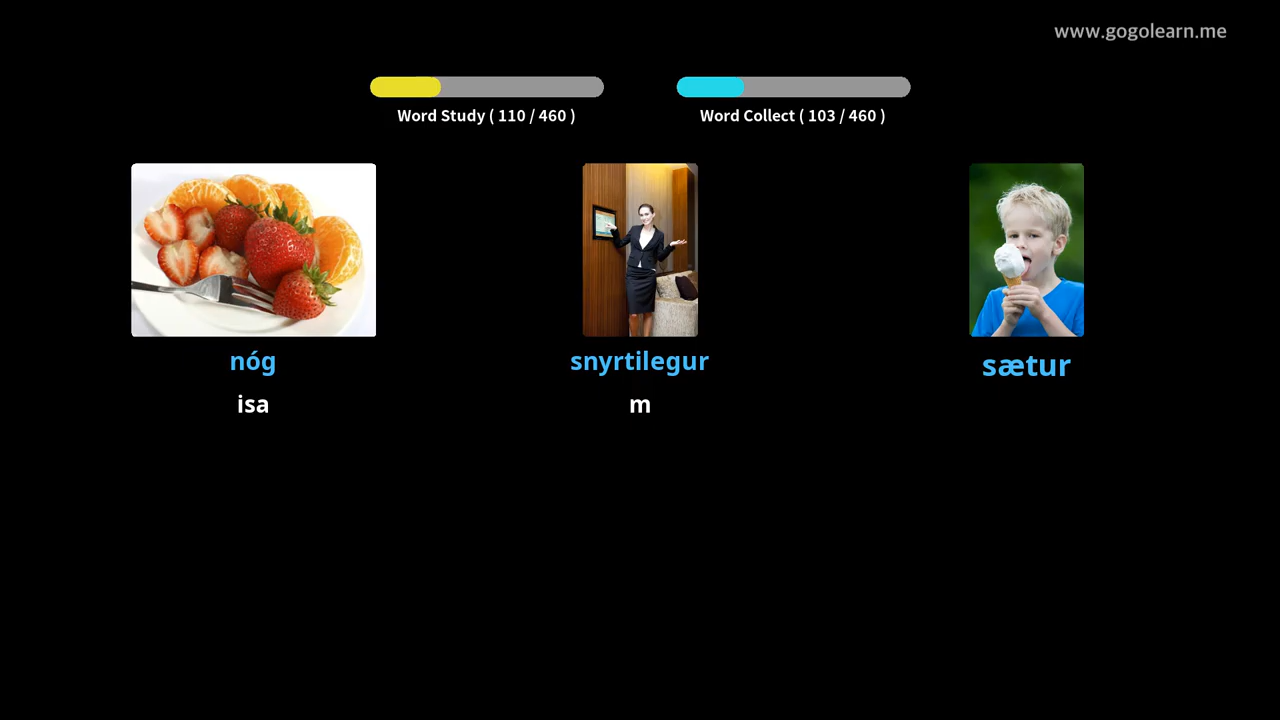 www.gogolearn.me
Word Study ( 110 / 460 )
Word Collect ( 103 / 460 )
nóg
snyrtilegur
sætur
isa
m